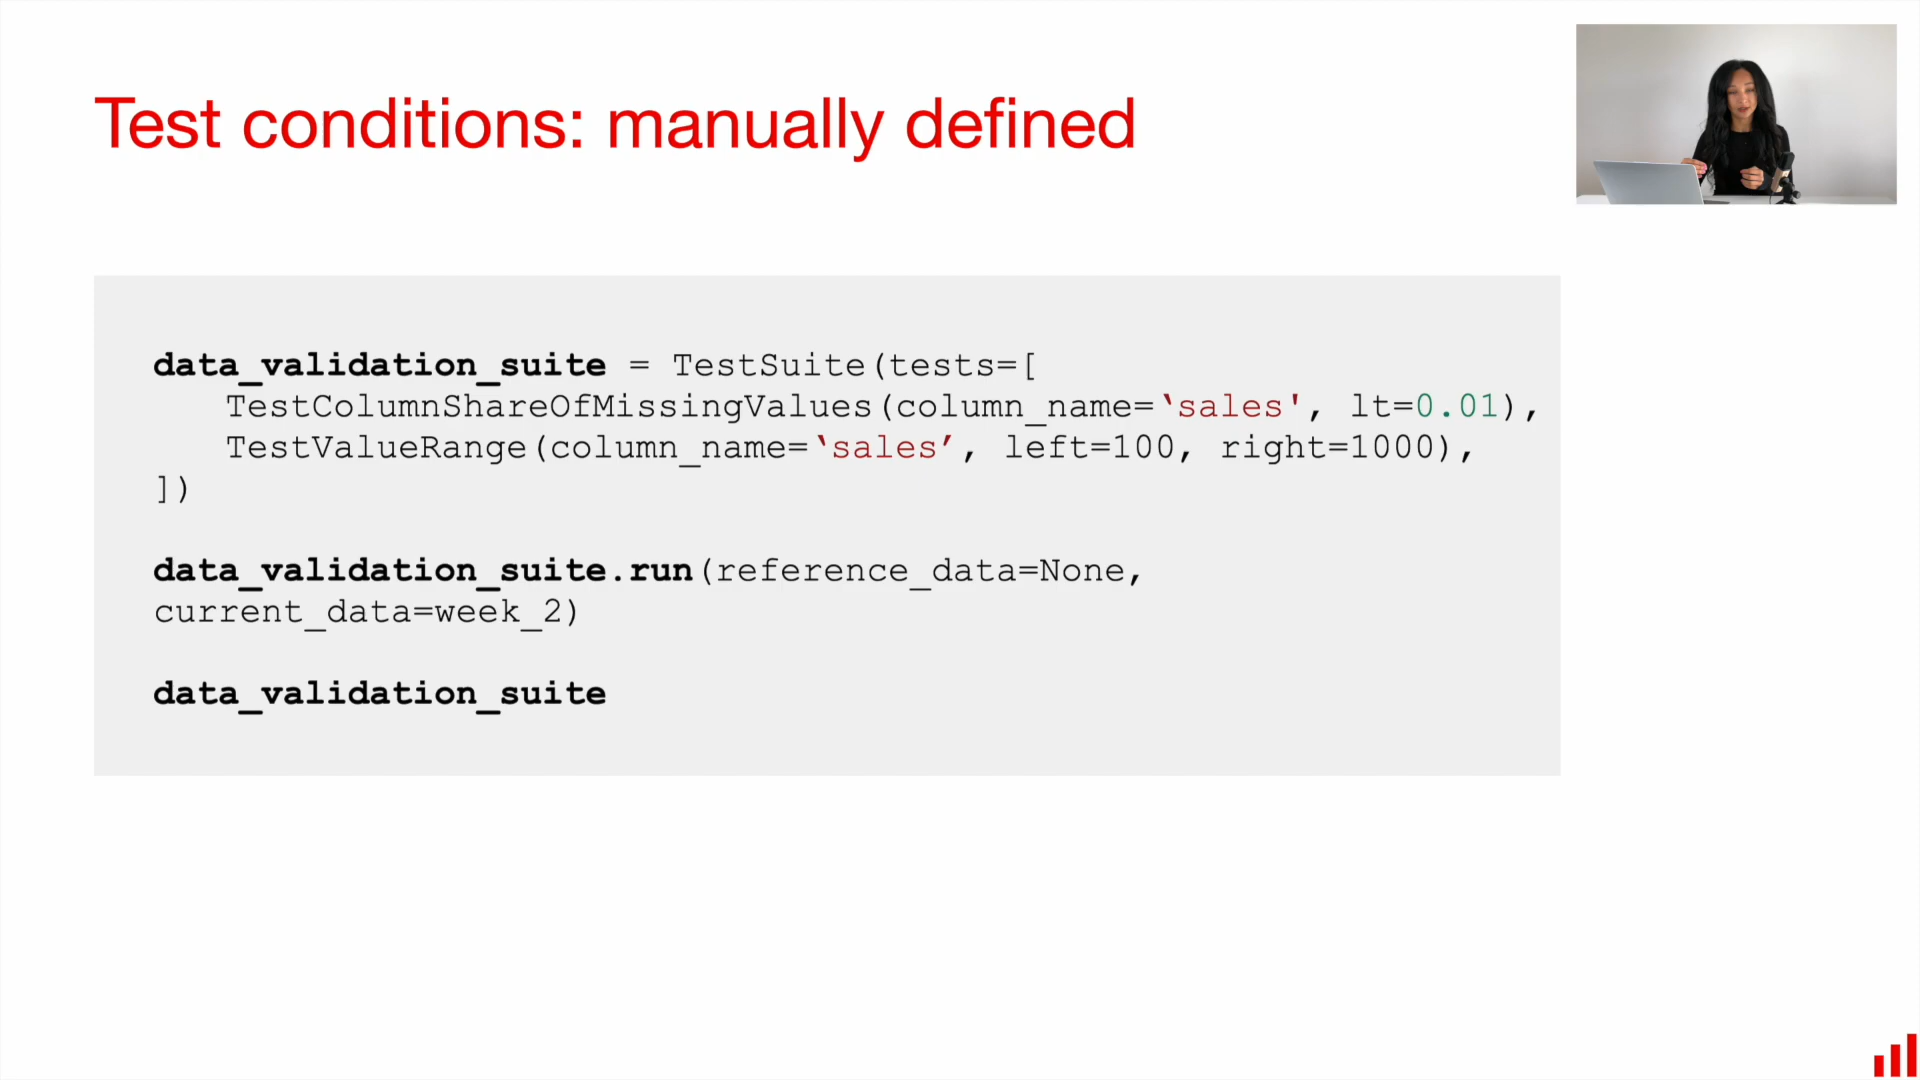 Test conditions: manually defined
data_validation_suite = TestSuite(tests=[
TestColumnShareOfMissingValues(column_name=‘sales', lt=0.01),
TestValueRange(column_name=‘sales’, left=100, right=1000),
])
data_validation_suite.run(reference_data=None,
current_data=week_2)
data_validation_suite